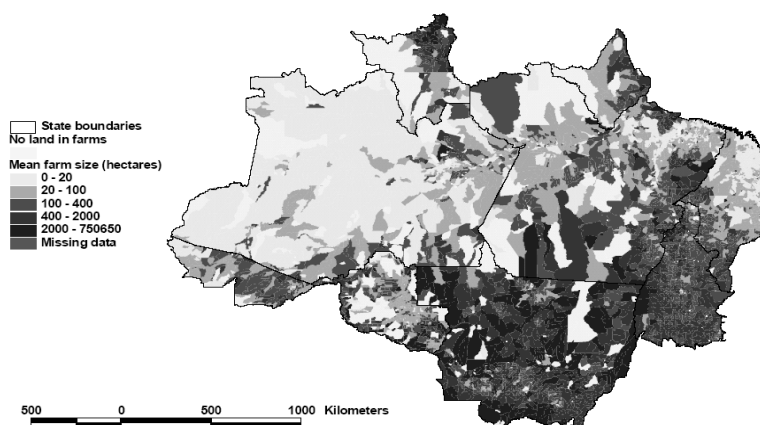 State boundaries
No land in farms
Mean farm size (hectares)
0 - 20
20 - 100
100 - 400
400 - 2000
2000 - 750650
Missing data
500 0 500 1000 Kilometers